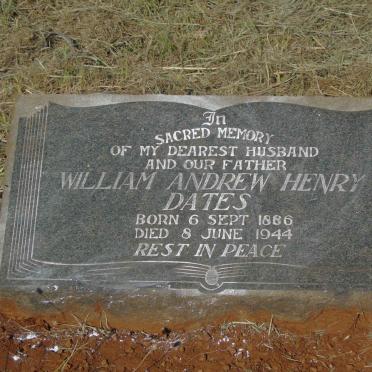 In
SACRED MEMORY
OF MY DEAREST HUSBAND
AND OUR FATHER
WILLIAM ANDREW HENRY
DATES
BORN 6 SEPT 1886
DIED 8 JUNE 1944
REST IN PEACE